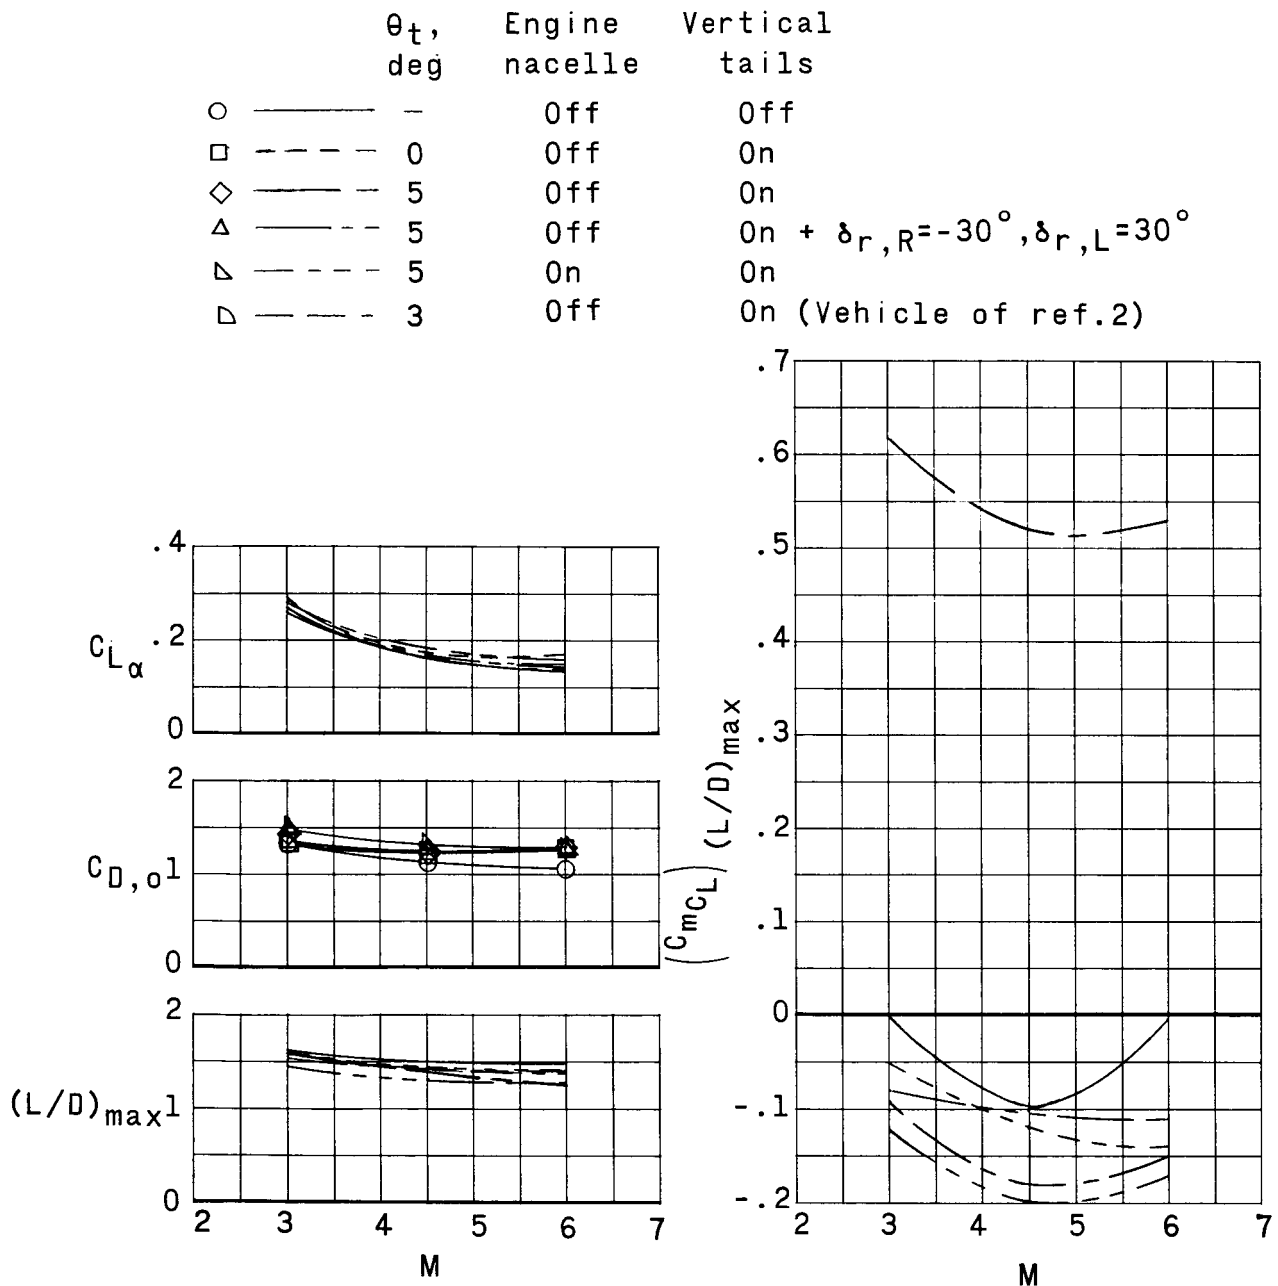 θt, Engine Vertical
deg nacelle tails
– Off Off
0 Off On
5 Off On
5 Off On + δr,R=-30°,δr,L=30°
5 On On
3 Off On (Vehicle of ref.2)
.4
.2
0
CLα
2
1
0
CD,o
2
1
0
(L/D)max
2 3 4 5 6 7
M
.7
.6
.5
.4
.3
.2
.1
0
-.1
-.2
(CmCL)(L/D)max
2 3 4 5 6 7
M